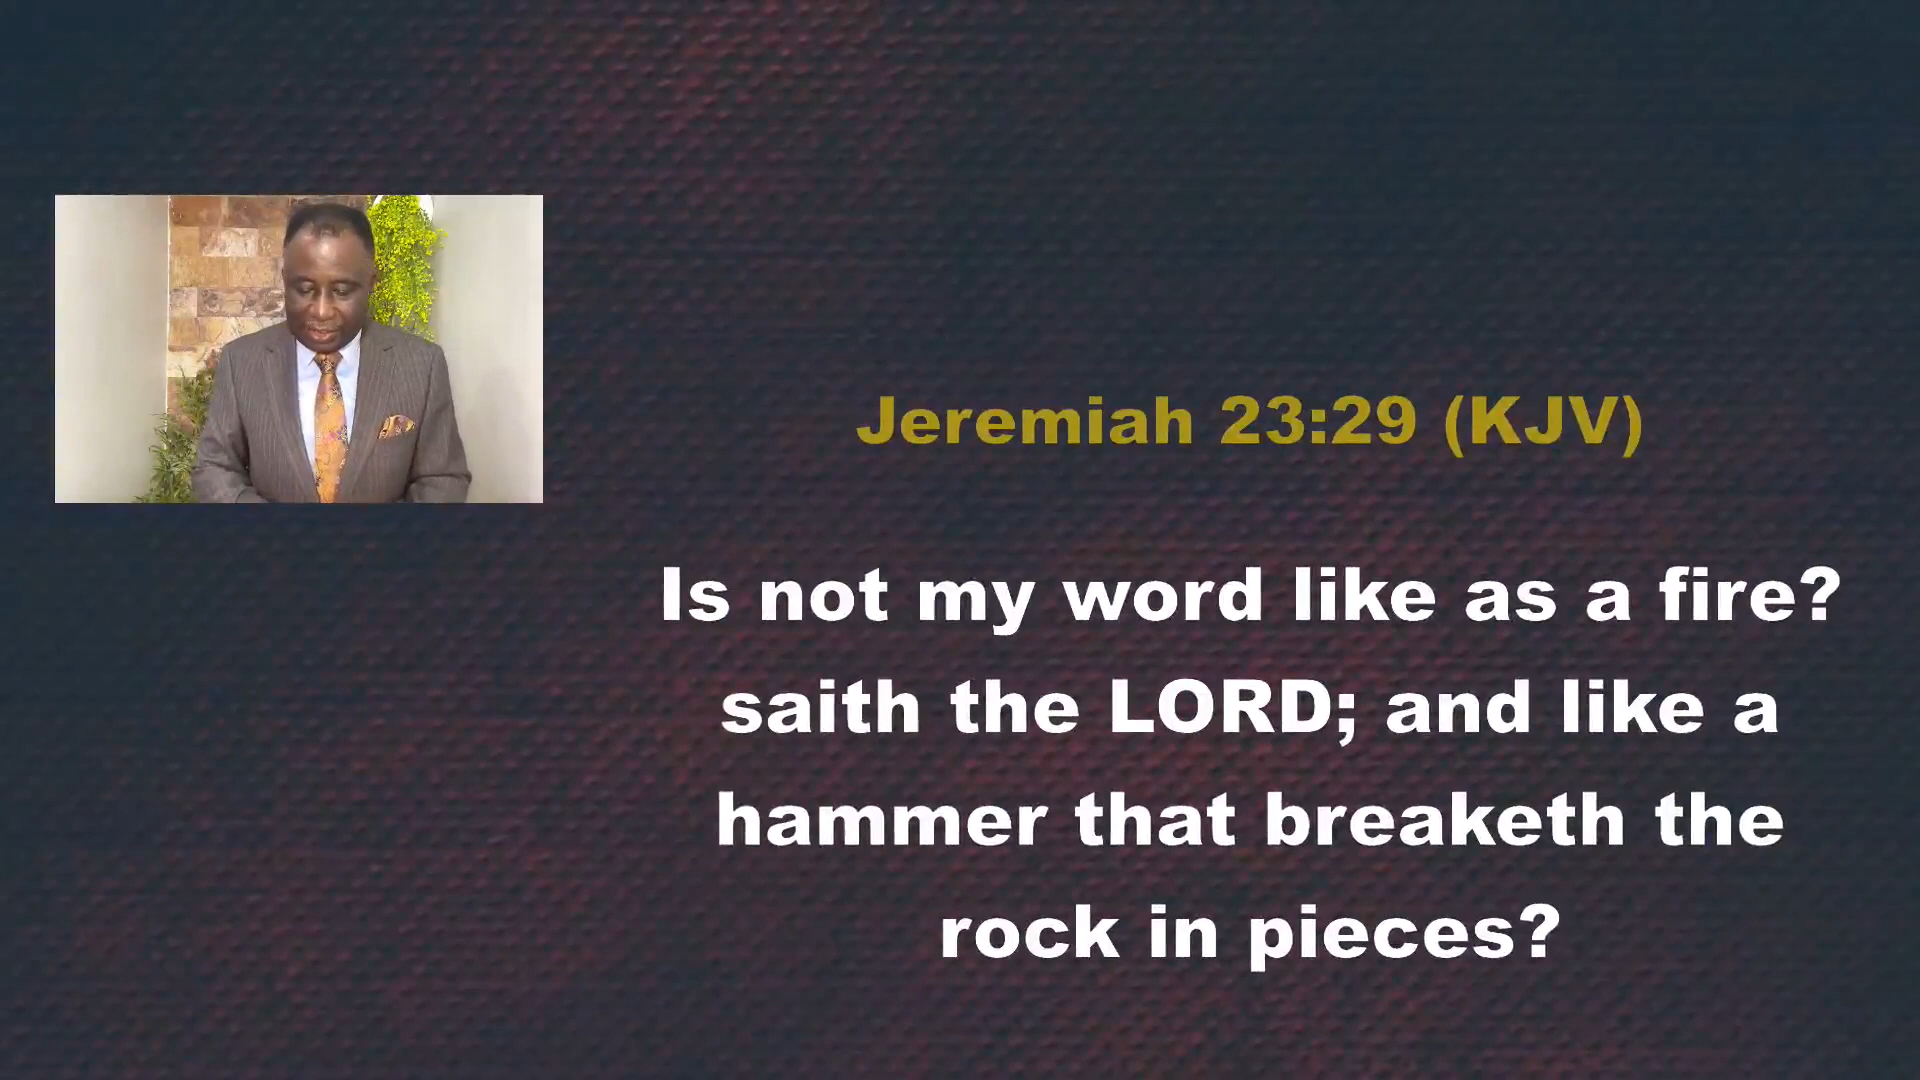 Jeremiah 23:29 (KJV)
Is not my word like as a fire?
saith the LORD; and like a
hammer that breaketh the
rock in pieces?